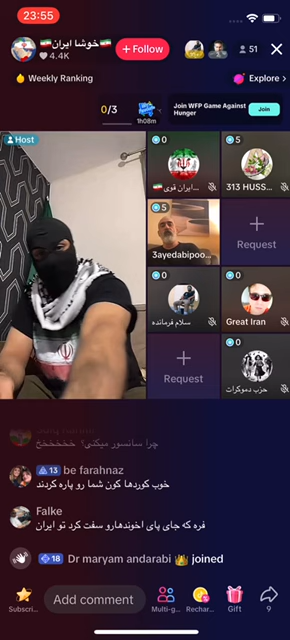 23:55
🇮🇷خوشا ایران🇮🇷
4.4K
+ Follow
51
Weekly Ranking
Explore >
0/3
1h08m
Join WFP Game Against Hunger
Join
Host
0
ایران قوی...
5
313 HUSS...
5
3ayedabipoo...
Request
0
سلام فرمانده
0
Great Iran
Request
0
حزب دموکرات
چرا سانسور میکنی؟ خخخخخخ
13 be farahnaz
خوب کوردها کون شما رو پاره کردند
Falke
فره که جای پای اخوندهارو سفت کرد تو ایران
18 Dr maryam andarabi 👑 joined
Subscri...
Add comment
Multi-g...
Rechar...
Gift
9